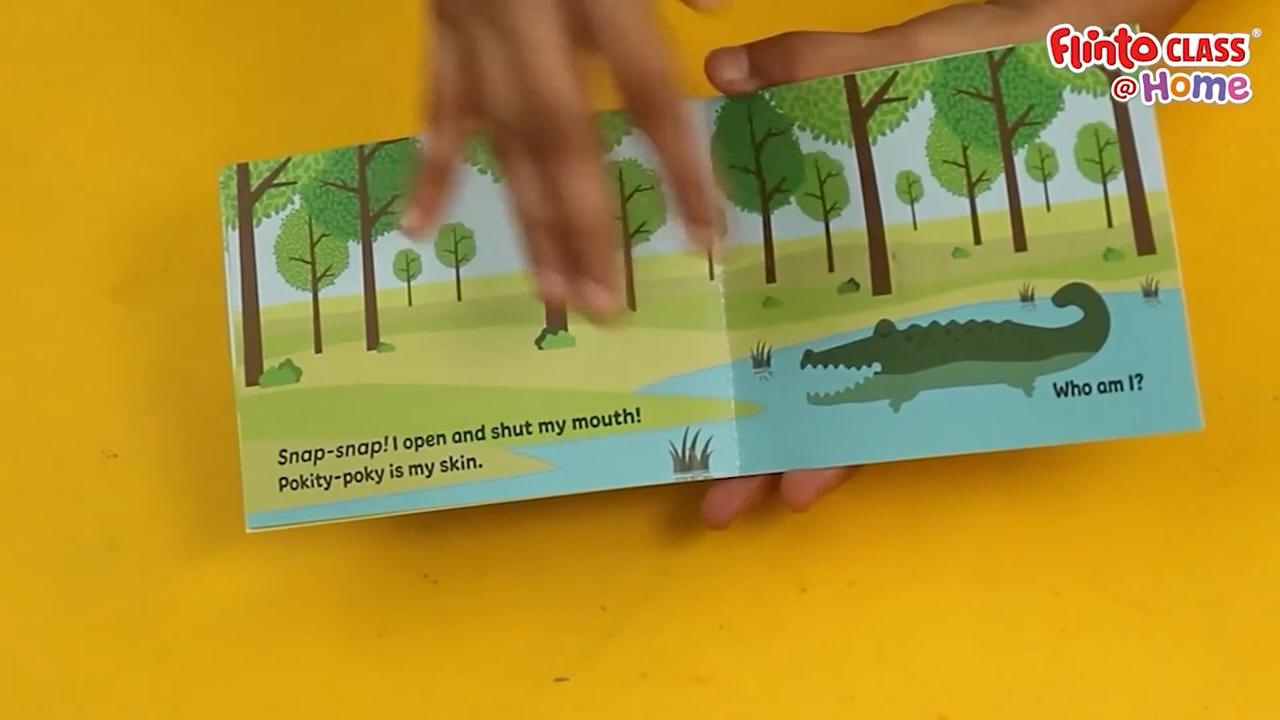 Flinto CLASS®
@Home
Snap-snap! I open and shut my mouth!
Pokity-poky is my skin.
Who am I?